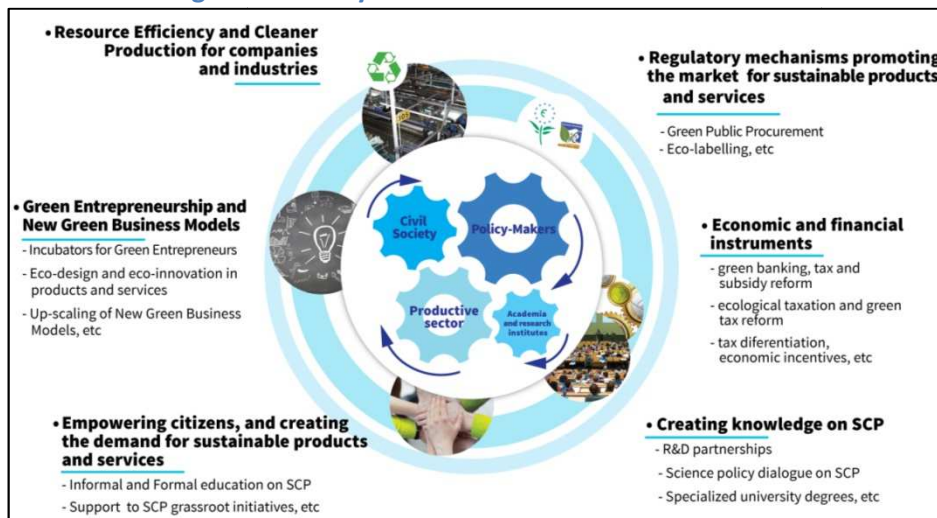 • Resource Efficiency and Cleaner
Production for companies
and industries
• Regulatory mechanisms promoting
the market for sustainable products
and services
- Green Public Procurement
- Eco-labelling, etc
• Green Entrepreneurship and
New Green Business Models
- Incubators for Green Entrepreneurs
- Eco-design and eco-innovation in
products and services
- Up-scaling of New Green Business
Models, etc
Civil
Society
Policy-Makers
Productive
sector
Academia
and research
institutes
• Economic and financial
instruments
- green banking, tax and
subsidy reform
- ecological taxation and green
tax reform
- tax diferentiation,
economic incentives, etc
• Empowering citizens, and creating
the demand for sustainable products
and services
- Informal and Formal education on SCP
- Support to SCP grassroot initiatives, etc
• Creating knowledge on SCP
- R&D partnerships
- Science policy dialogue on SCP
- Specialized university degrees, etc